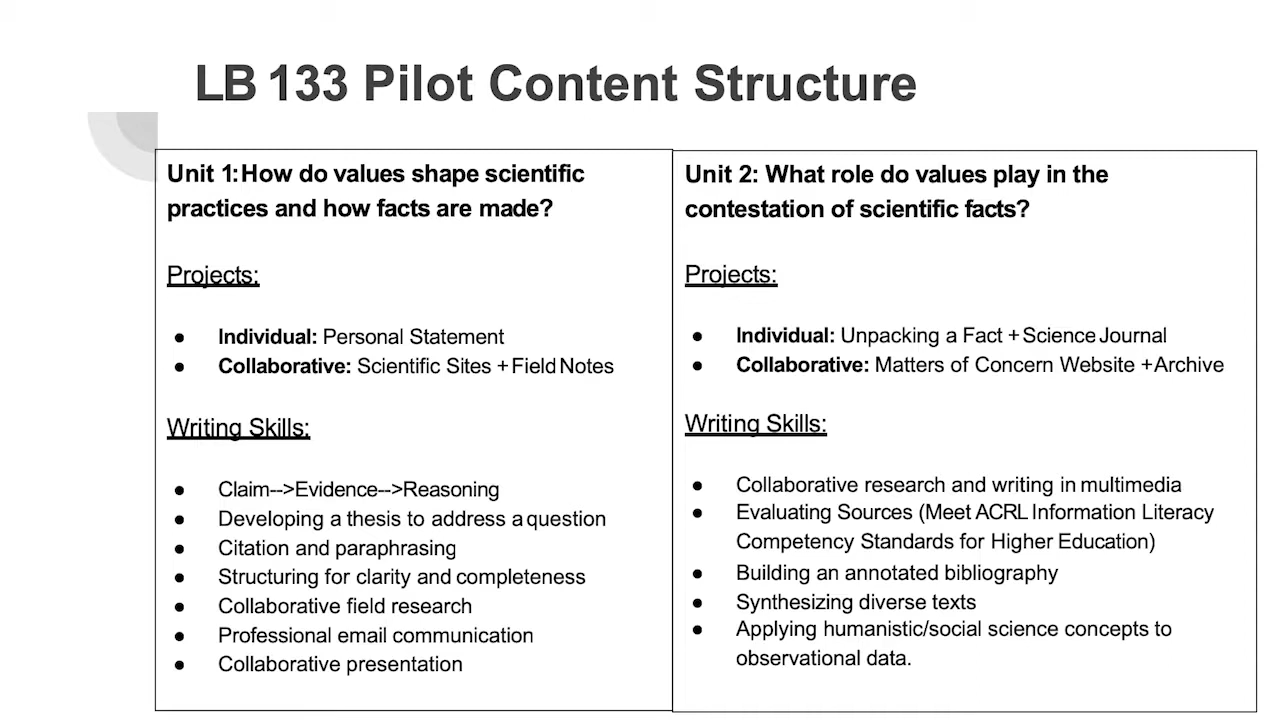 LB 133 Pilot Content Structure
Unit 1:How do values shape scientific
practices and how facts are made?
Projects:
● Individual: Personal Statement
● Collaborative: Scientific Sites + Field Notes
Writing Skills:
● Claim-->Evidence-->Reasoning
● Developing a thesis to address a question
● Citation and paraphrasing
● Structuring for clarity and completeness
● Collaborative field research
● Professional email communication
● Collaborative presentation
Unit 2: What role do values play in the
contestation of scientific facts?
Projects:
● Individual: Unpacking a Fact + Science Journal
● Collaborative: Matters of Concern Website +Archive
Writing Skills:
● Collaborative research and writing in multimedia
● Evaluating Sources (Meet ACRL Information Literacy
Competency Standards for Higher Education)
● Building an annotated bibliography
● Synthesizing diverse texts
● Applying humanistic/social science concepts to
observational data.